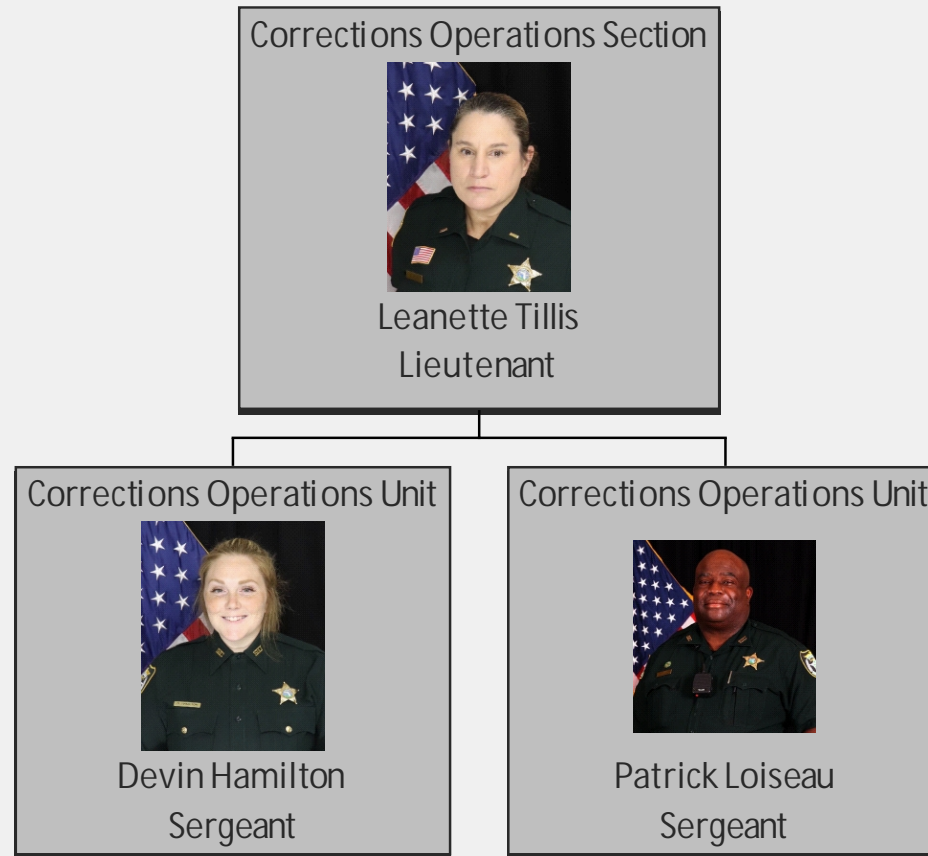 Corrections Operations Section
Leanette Tillis
Lieutenant
Corrections Operations Unit
Devin Hamilton
Sergeant
Corrections Operations Unit
Patrick Loiseau
Sergeant